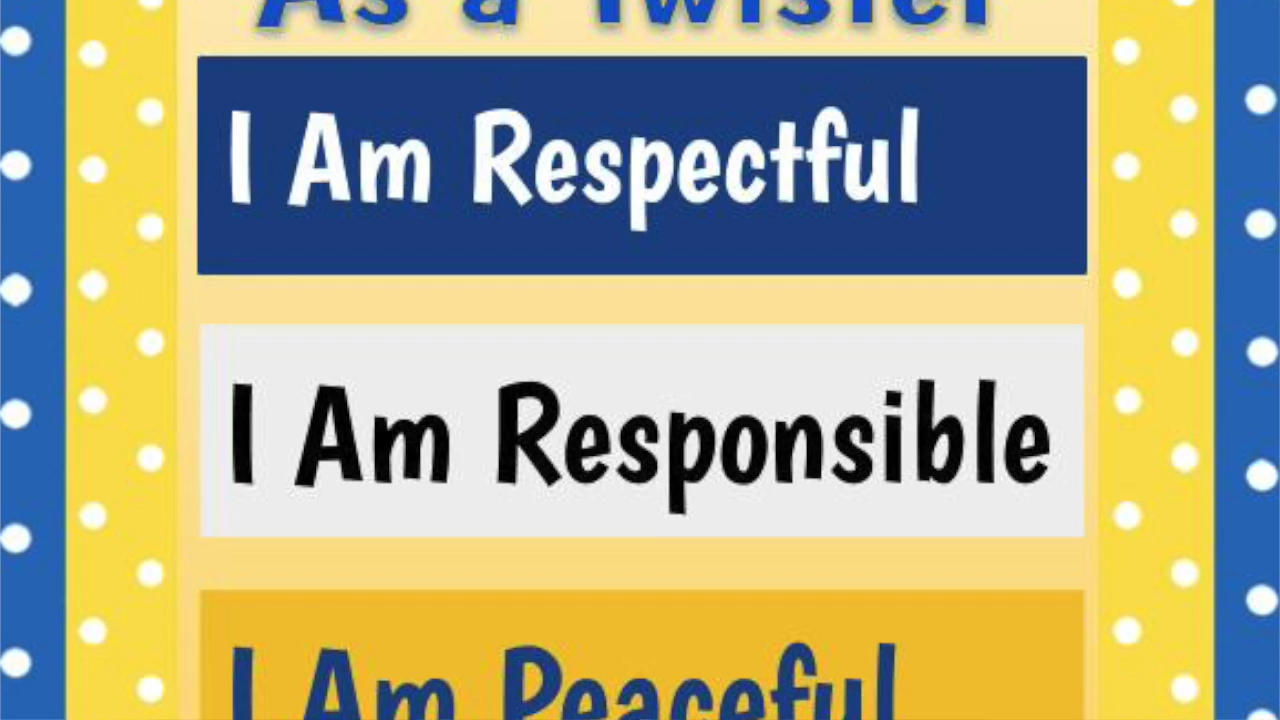 As a Twister
I Am Respectful
I Am Responsible
I Am Peaceful